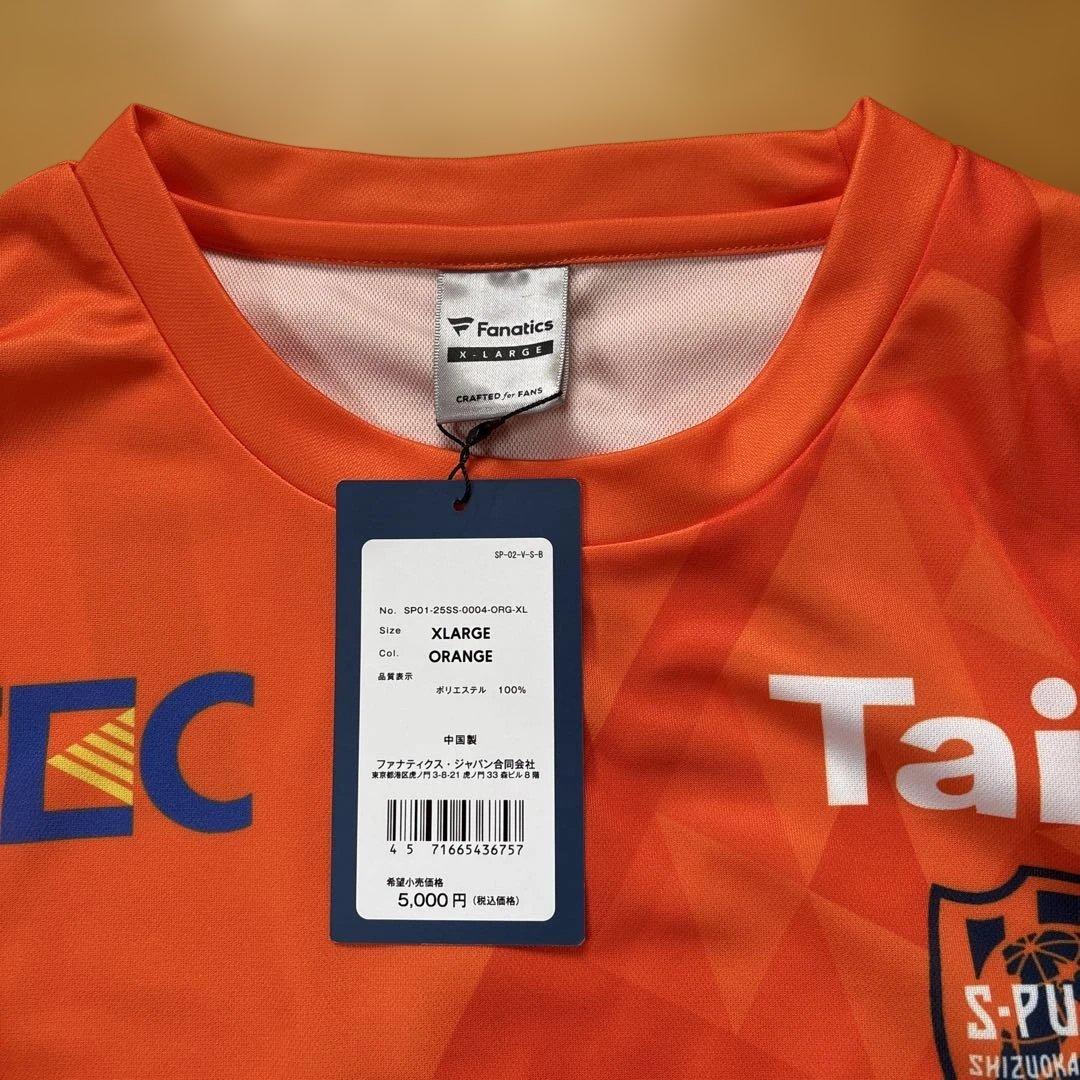 Fanatics
X-LARGE
CRAFTED for FANS
SP-02-V-S-B
No. SP01-25SS-0004-ORG-XL
Size XLARGE
Col. ORANGE
品質表示
ポリエステル 100%
中国製
ファナティクス・ジャパン合同会社
東京都港区虎ノ門3-8-21 虎ノ門33森ビル8階
4571665436757
希望小売価格
5,000円(税込価格)
EC
Tai
S-PU
SHIZUOKA